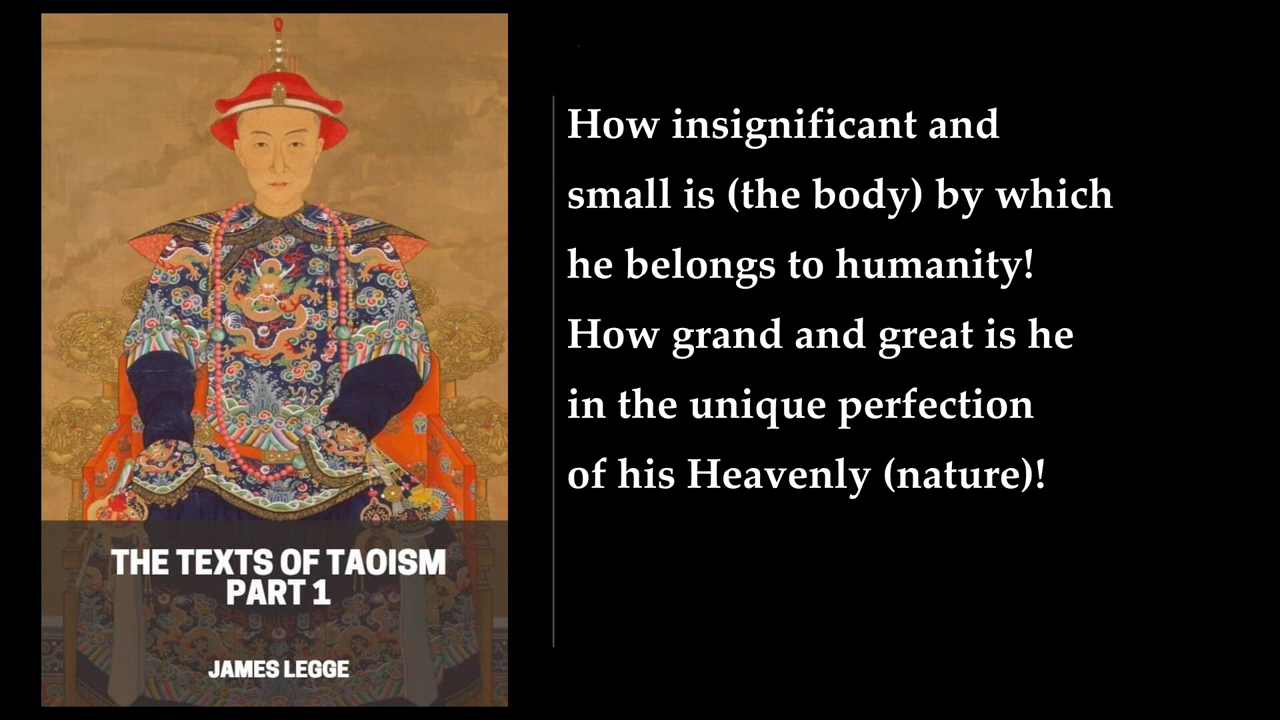 How insignificant and
small is (the body) by which
he belongs to humanity!
How grand and great is he
in the unique perfection
of his Heavenly (nature)!
THE TEXTS OF TAOISM
PART 1
JAMES LEGGE